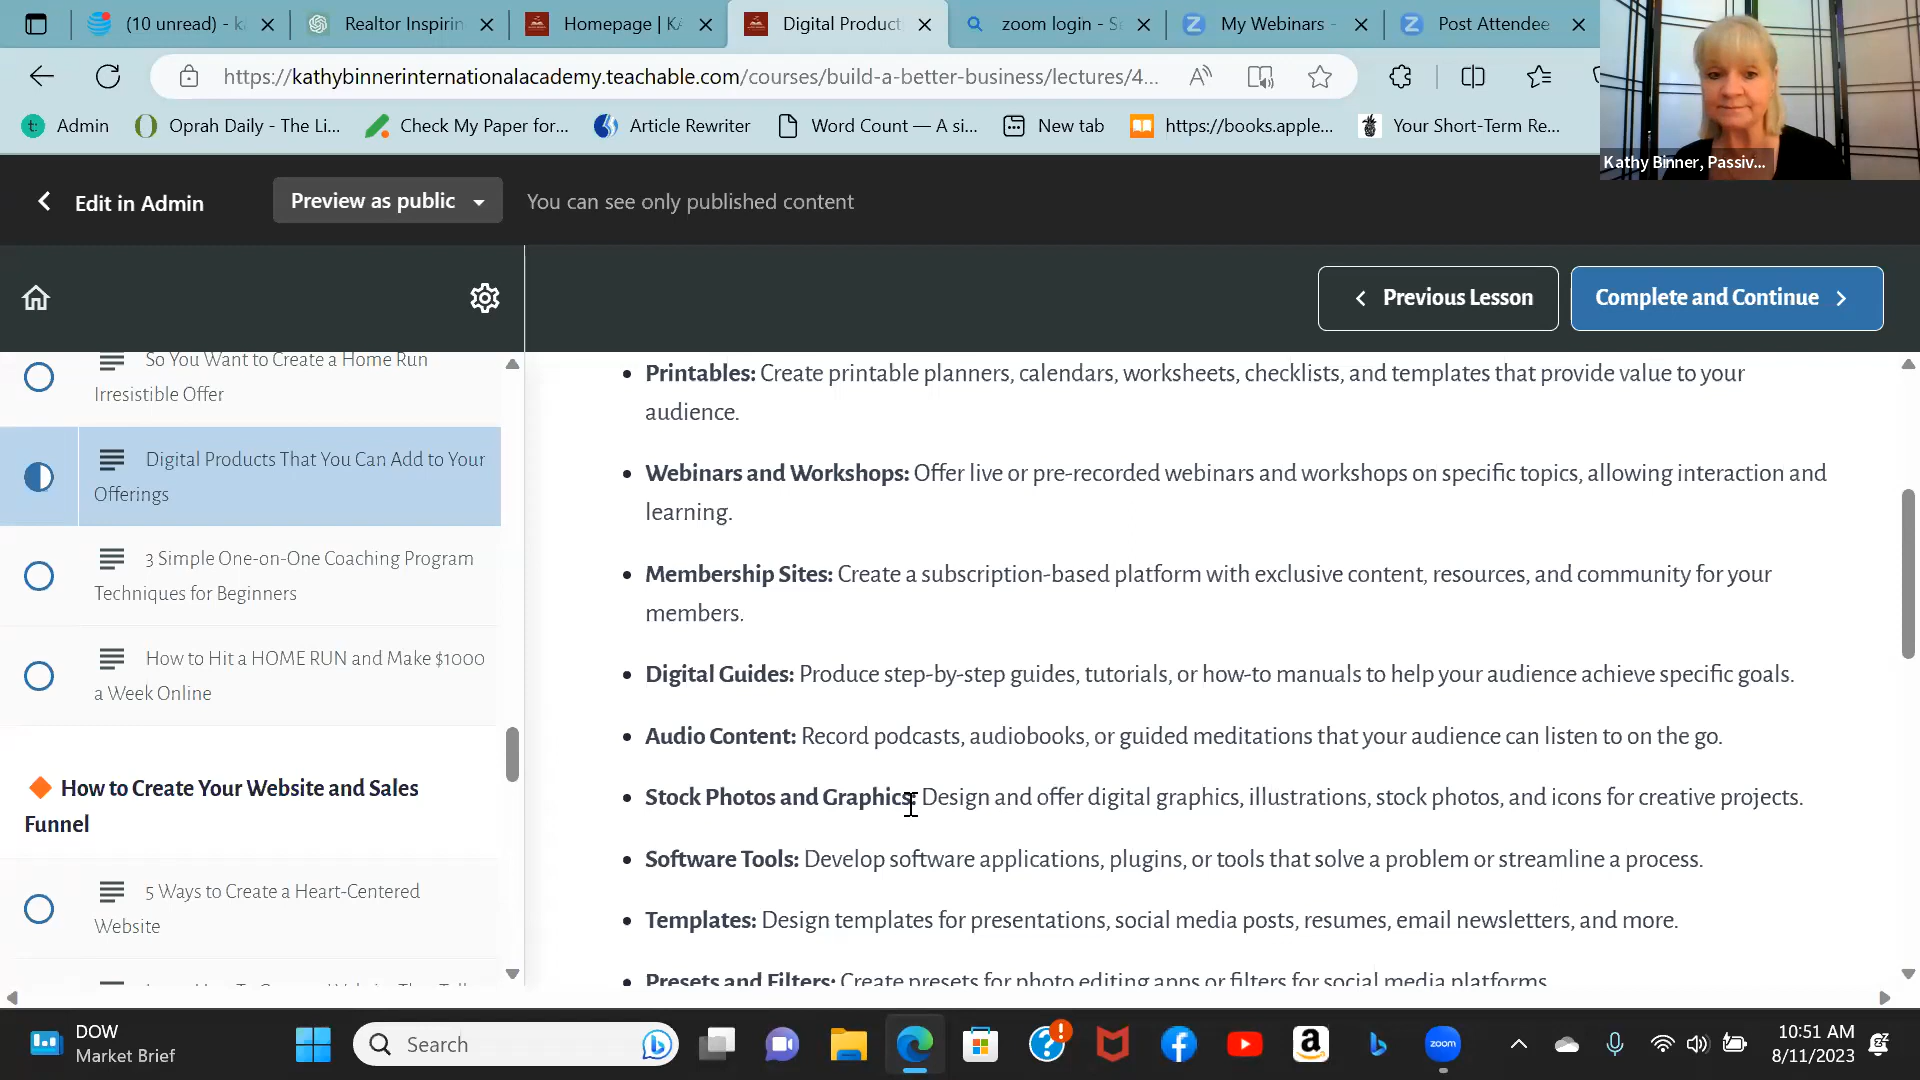 (10 unread) - k
Realtor Inspirin
Homepage | KA
Digital Product
zoom login - Se
My Webinars -
Post Attendee
https://kathybinnerinternationalacademy.teachable.com/courses/build-a-better-business/lectures/4...
t: Admin
Oprah Daily - The Li...
Check My Paper for...
Article Rewriter
Word Count — A si...
New tab
https://books.apple...
Your Short-Term Re...
Kathy Binner, Passiv...
Edit in Admin
Preview as public
You can see only published content
Previous Lesson
Complete and Continue
So You Want to Create a Home Run
Irresistible Offer
Digital Products That You Can Add to Your
Offerings
3 Simple One-on-One Coaching Program
Techniques for Beginners
How to Hit a HOME RUN and Make $1000
a Week Online
How to Create Your Website and Sales
Funnel
5 Ways to Create a Heart-Centered
Website
Printables: Create printable planners, calendars, worksheets, checklists, and templates that provide value to your
audience.
Webinars and Workshops: Offer live or pre-recorded webinars and workshops on specific topics, allowing interaction and
learning.
Membership Sites: Create a subscription-based platform with exclusive content, resources, and community for your
members.
Digital Guides: Produce step-by-step guides, tutorials, or how-to manuals to help your audience achieve specific goals.
Audio Content: Record podcasts, audiobooks, or guided meditations that your audience can listen to on the go.
Stock Photos and Graphics: Design and offer digital graphics, illustrations, stock photos, and icons for creative projects.
Software Tools: Develop software applications, plugins, or tools that solve a problem or streamline a process.
Templates: Design templates for presentations, social media posts, resumes, email newsletters, and more.
Presets and Filters: Create presets for photo editing apps or filters for social media platforms.
DOW
Market Brief
Search
zoom
10:51 AM
8/11/2023